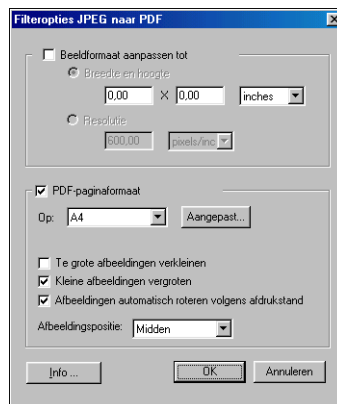 Filteropties JPEG naar PDF
Beeldformaat aanpassen tot
Breedte en hoogte
0,00 X 0,00 inches
Resolutie
600,00 pixels/inc
PDF-paginaformaat
Op: A4 Aangepast...
Te grote afbeeldingen verkleinen
Kleine afbeeldingen vergroten
Afbeeldingen automatisch roteren volgens afdrukstand
Afbeeldingspositie: Midden
Info ... OK Annuleren